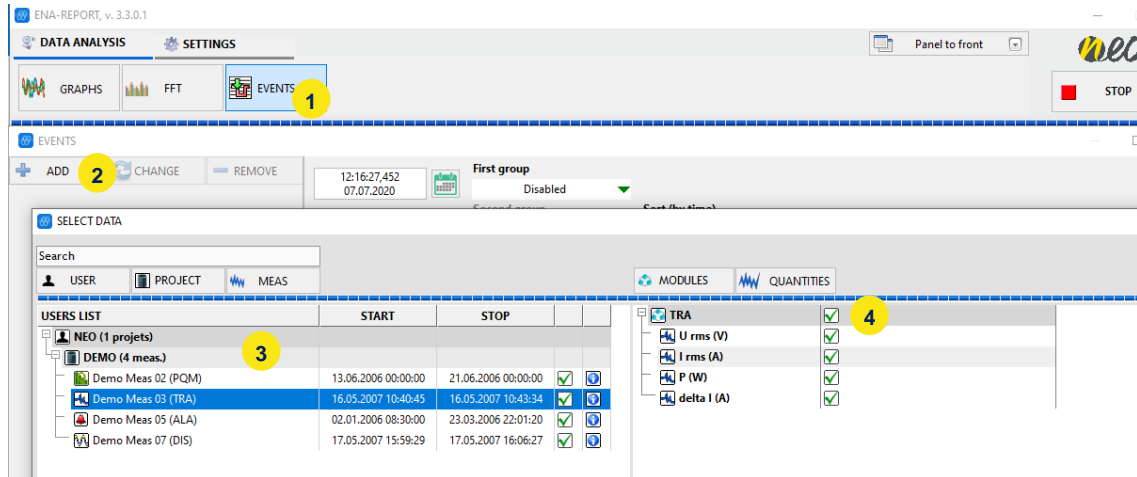 ENA-REPORT, v. 3.3.0.1
DATA ANALYSIS SETTINGS Panel to front
GRAPHS FFT EVENTS 1 STOP
EVENTS
ADD 2 CHANGE REMOVE
12:16:27,452
07.07.2020
First group
Disabled
Second group Sort (by time)
SELECT DATA
Search
USER PROJECT MEAS MODULES QUANTITIES
USERS LIST START STOP
NEO (1 projets)
DEMO (4 meas.) 3
Demo Meas 02 (PQM) 13.06.2006 00:00:00 21.06.2006 00:00:00
Demo Meas 03 (TRA) 16.05.2007 10:40:45 16.05.2007 10:43:34
Demo Meas 05 (ALA) 02.01.2006 08:30:00 23.03.2006 22:01:20
Demo Meas 07 (DIS) 17.05.2007 15:59:29 17.05.2007 16:06:27
TRA 4
U rms (V)
I rms (A)
P (W)
delta I (A)